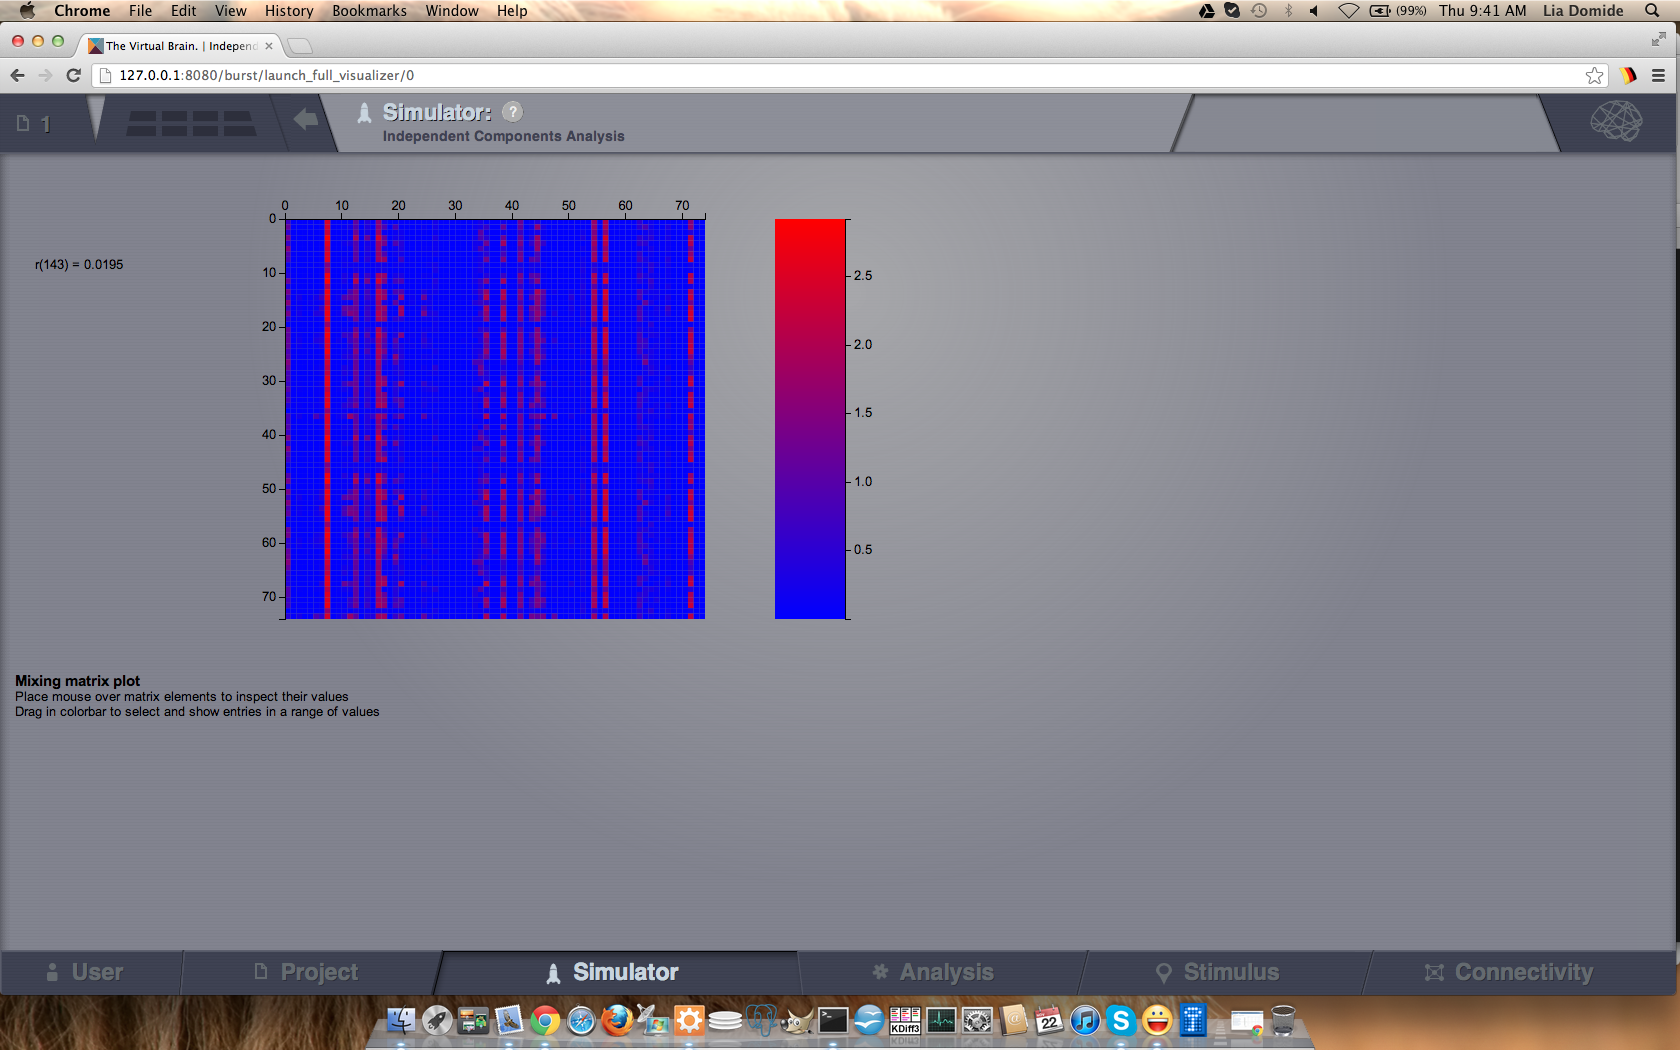 Chrome File Edit View History Bookmarks Window Help (99%) Thu 9:41 AM Lia Domide
The Virtual Brain. | Independ
127.0.0.1:8080/burst/launch_full_visualizer/0
1
Simulator: ?
Independent Components Analysis
0 10 20 30 40 50 60 70
0
r(143) = 0.0195
10
2.5
20
2.0
30
1.5
40
1.0
50
0.5
60
70
Mixing matrix plot
Place mouse over matrix elements to inspect their values
Drag in colorbar to select and show entries in a range of values
User Project Simulator Analysis Stimulus Connectivity
KDiff3
22